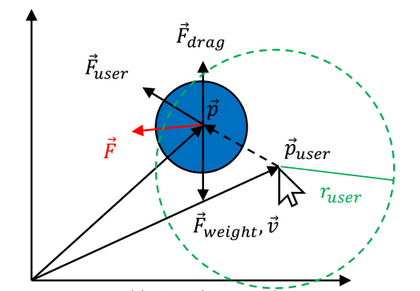 F⃗_drag
F⃗_user
p⃗
F⃗
p⃗_user
r_user
F⃗_weight, v⃗